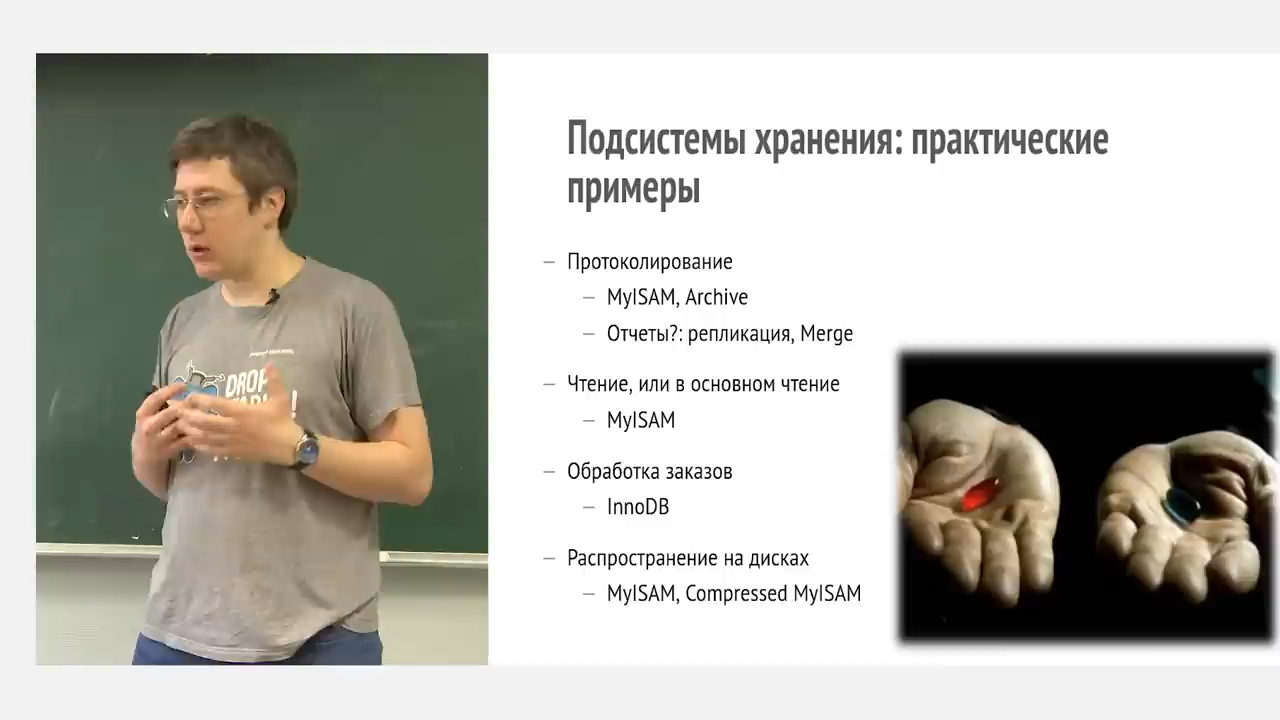 Подсистемы хранения: практические
примеры
– Протоколирование
– MyISAM, Archive
– Отчеты?: репликация, Merge
– Чтение, или в основном чтение
– MyISAM
– Обработка заказов
– InnoDB
– Распространение на дисках
– MyISAM, Compressed MyISAM
DROP